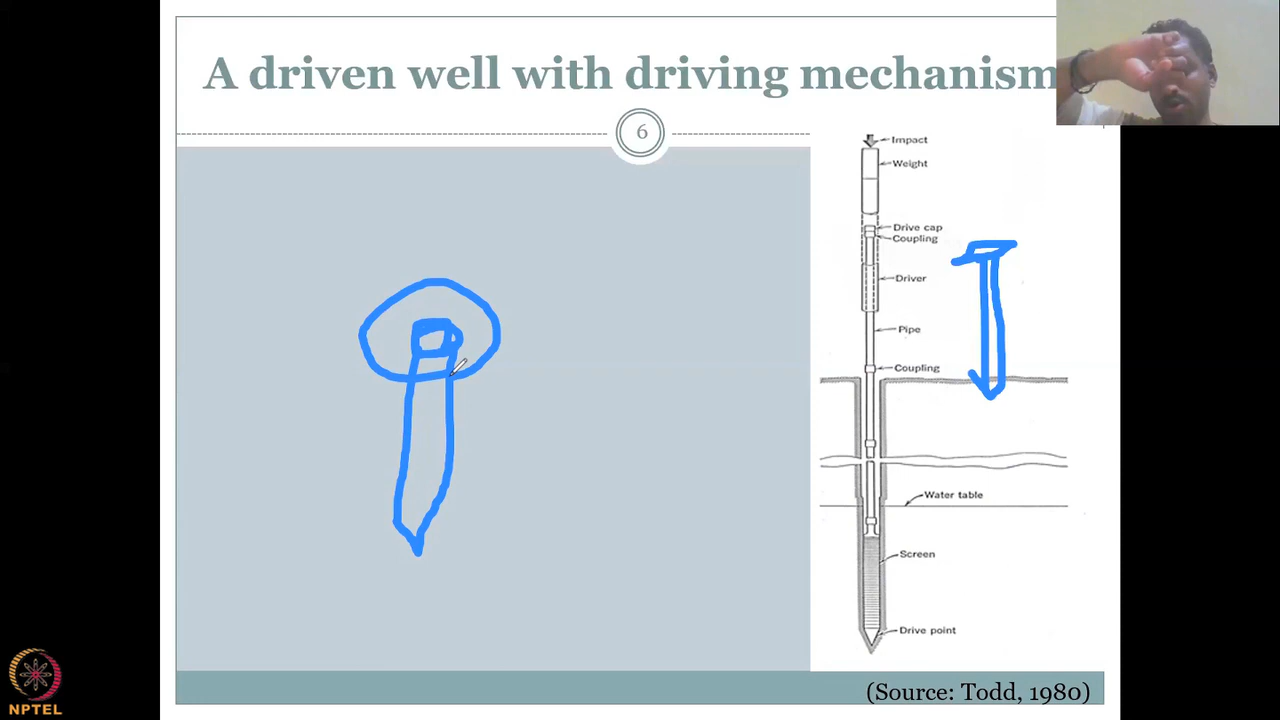 A driven well with driving mechanism
6
Impact
Weight
Drive cap
Coupling
Driver
Pipe
Coupling
Water table
Screen
Drive point
(Source: Todd, 1980)
NPTEL